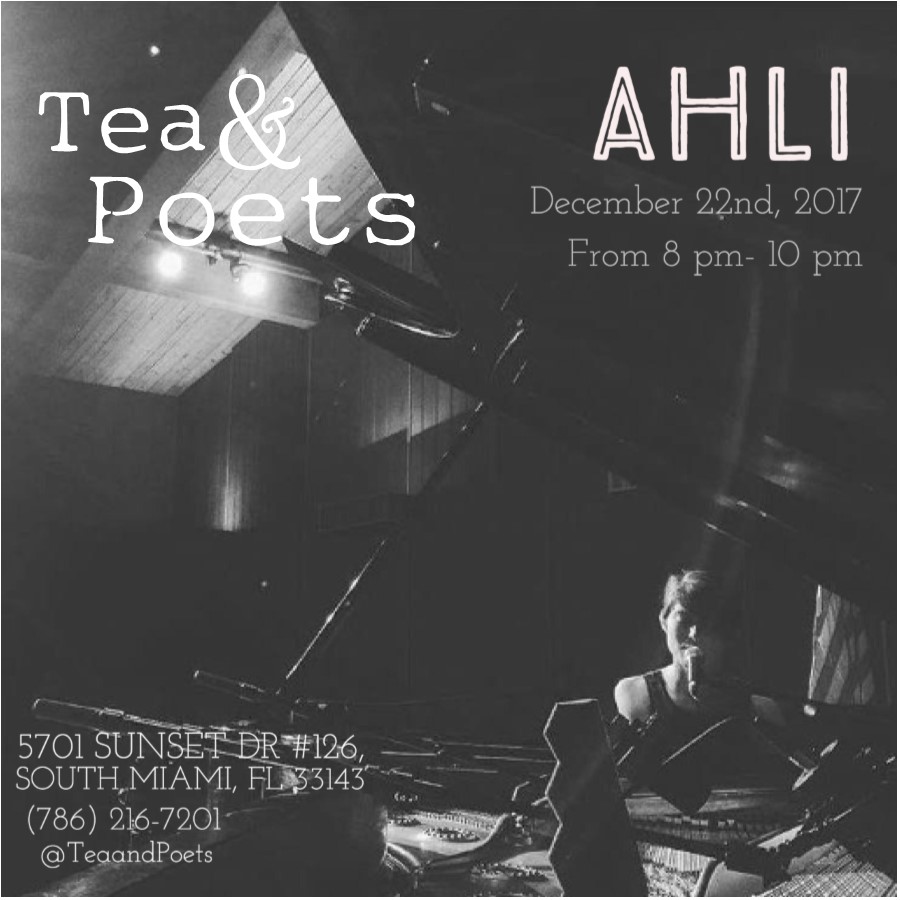 Tea &
Poets
AHLI
December 22nd, 2017
From 8 pm- 10 pm
5701 SUNSET DR #126,
SOUTH MIAMI, FL 33143
(786) 216-7201
@TeaandPoets